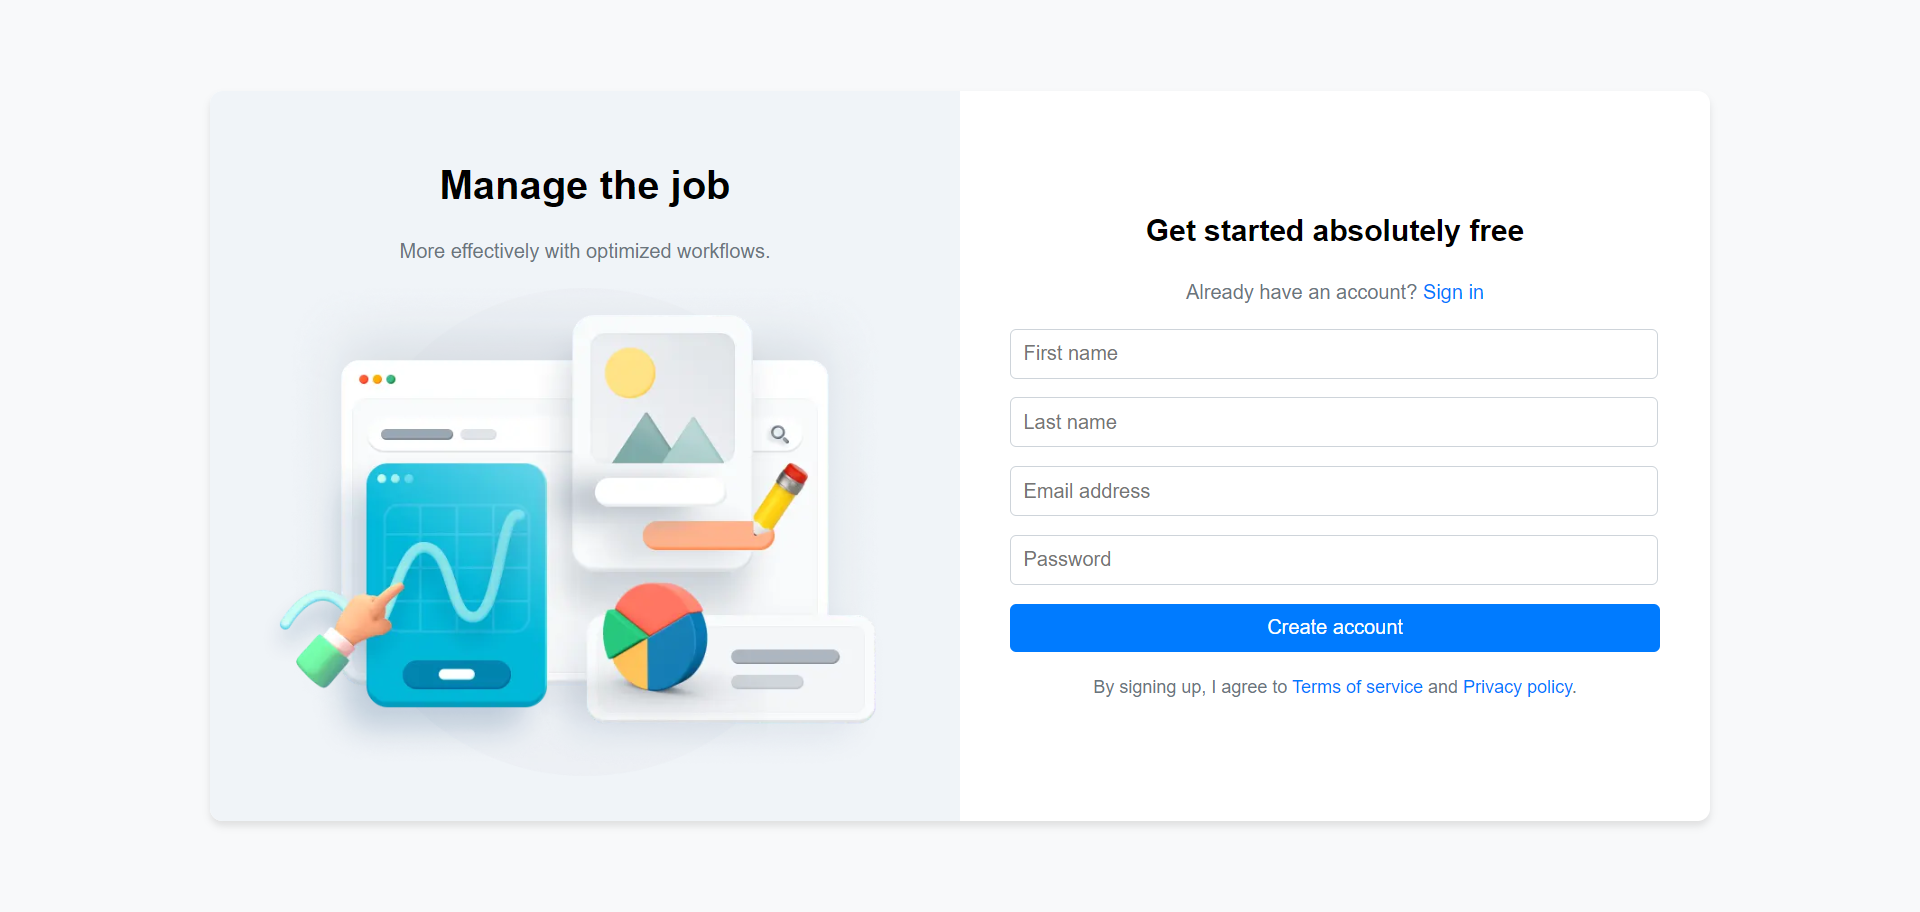 Manage the job
More effectively with optimized workflows.
Get started absolutely free
Already have an account? Sign in
First name
Last name
Email address
Password
Create account
By signing up, I agree to Terms of service and Privacy policy.